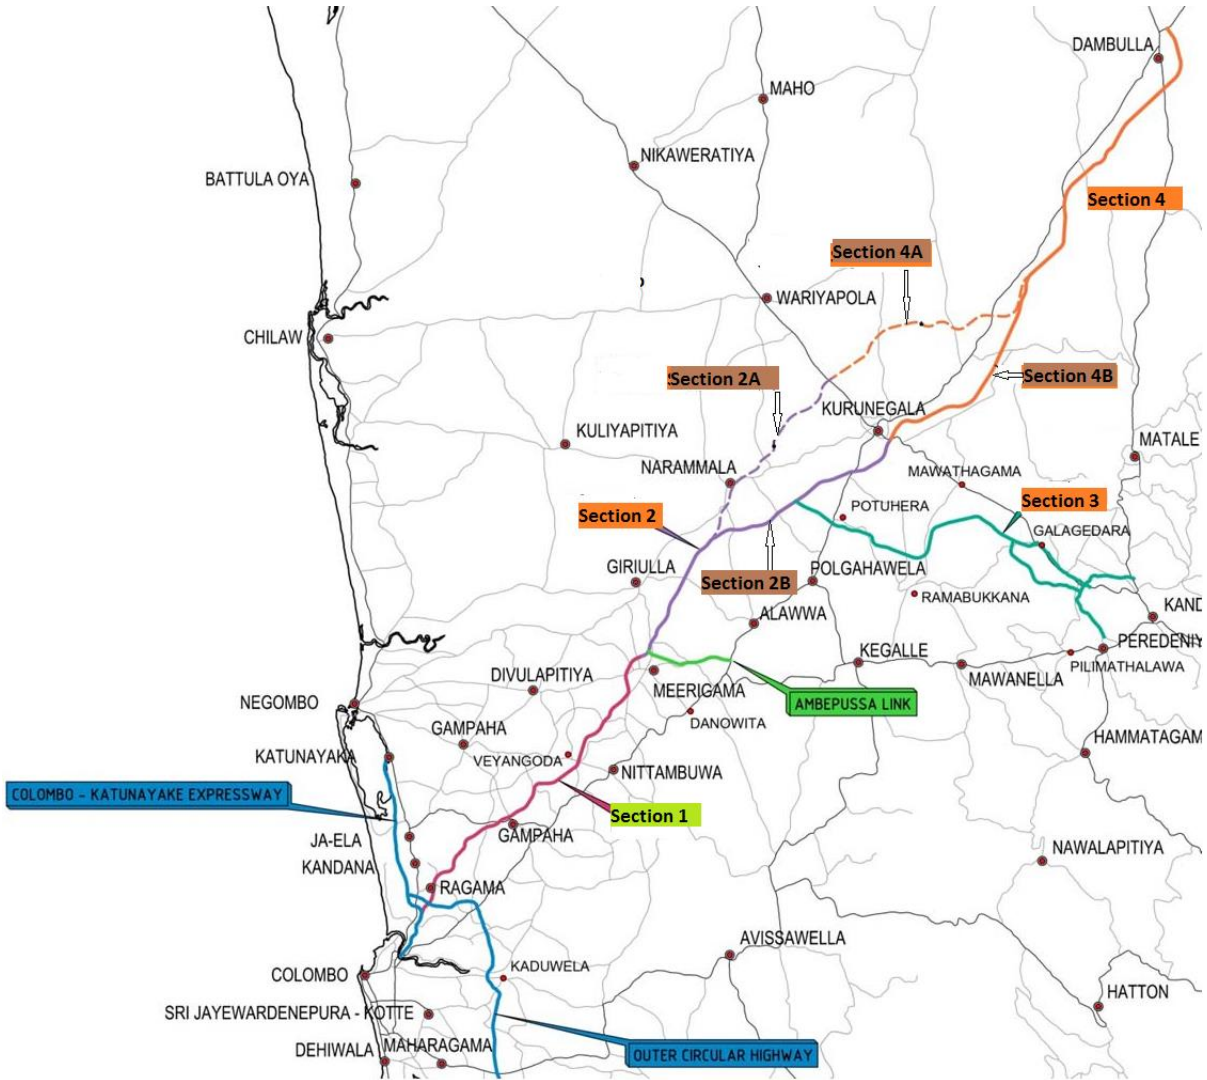 DAMBULLA
MAHO
NIKAWERATIYA
BATTULA OYA
Section 4
Section 4A
WARIYAPOLA
CHILAW
Section 2A
Section 4B
KURUNEGALA
KULIYAPITIYA
MATALE
NARAMMALA
MAWATHAGAMA
Section 3
POTUHERA
Section 2
GALAGEDARA
GIRIULLA
POLGAHAWELA
Section 2B
RAMABUKKANA
ALAWWA
KAND
PEREDENIY
KEGALLE
PILIMATHALAWA
MAWANELLA
DIVULAPITIYA
MEERIGAMA
NEGOMBO
AMBEPUSSA LINK
DANOWITA
GAMPAHA
HAMMATAGAM
KATUNAYAKA
VEYANGODA
NITTAMBUWA
COLOMBO - KATUNAYAKE EXPRESSWAY
Section 1
GAMPAHA
JA-ELA
NAWALAPITIYA
KANDANA
RAGAMA
AVISSAWELLA
KADUWELA
COLOMBO
HATTON
SRI JAYEWARDENEPURA - KOTTE
MAHARAGAMA
DEHIWALA
OUTER CIRCULAR HIGHWAY